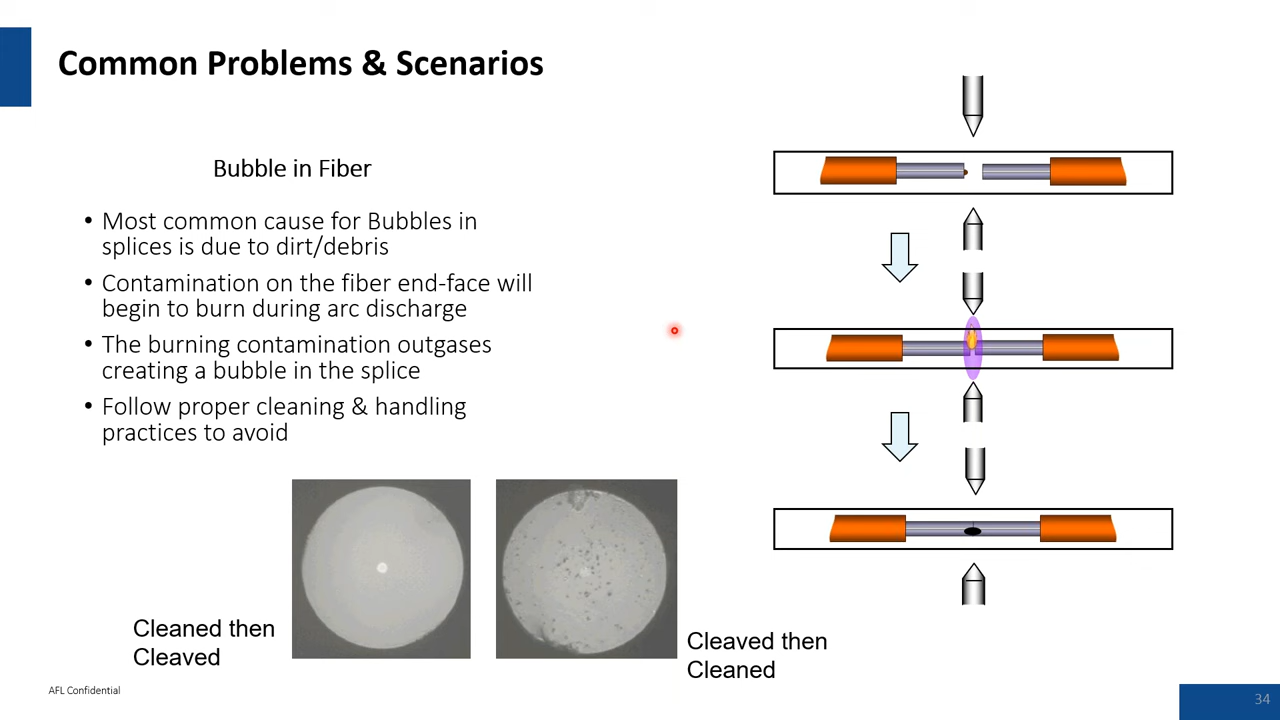 Common Problems & Scenarios
Bubble in Fiber
• Most common cause for Bubbles in
splices is due to dirt/debris
• Contamination on the fiber end-face will
begin to burn during arc discharge
• The burning contamination outgases
creating a bubble in the splice
• Follow proper cleaning & handling
practices to avoid
Cleaned then
Cleaved
Cleaved then
Cleaned
AFL Confidential
34